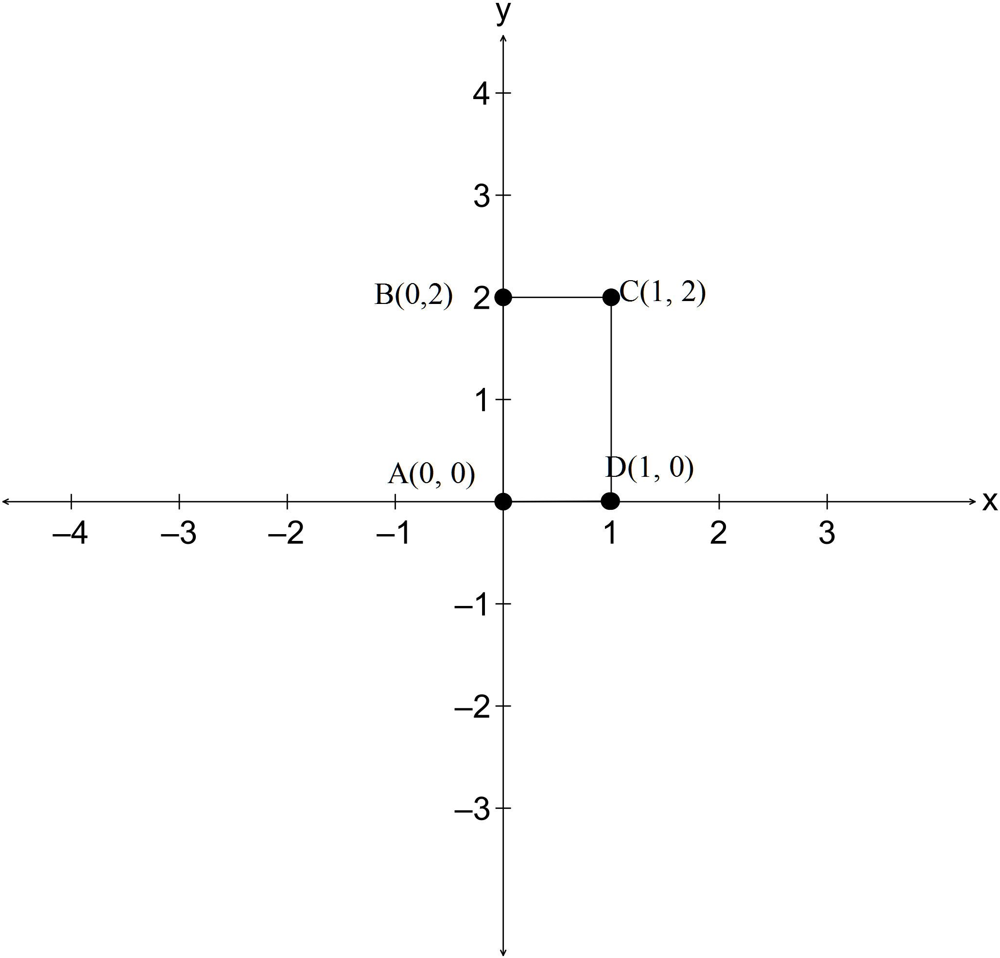 y
4
3
B(0,2) 2 C(1, 2)
1
A(0, 0) D(1, 0)
x
–4 –3 –2 –1 1 2 3
–1
–2
–3